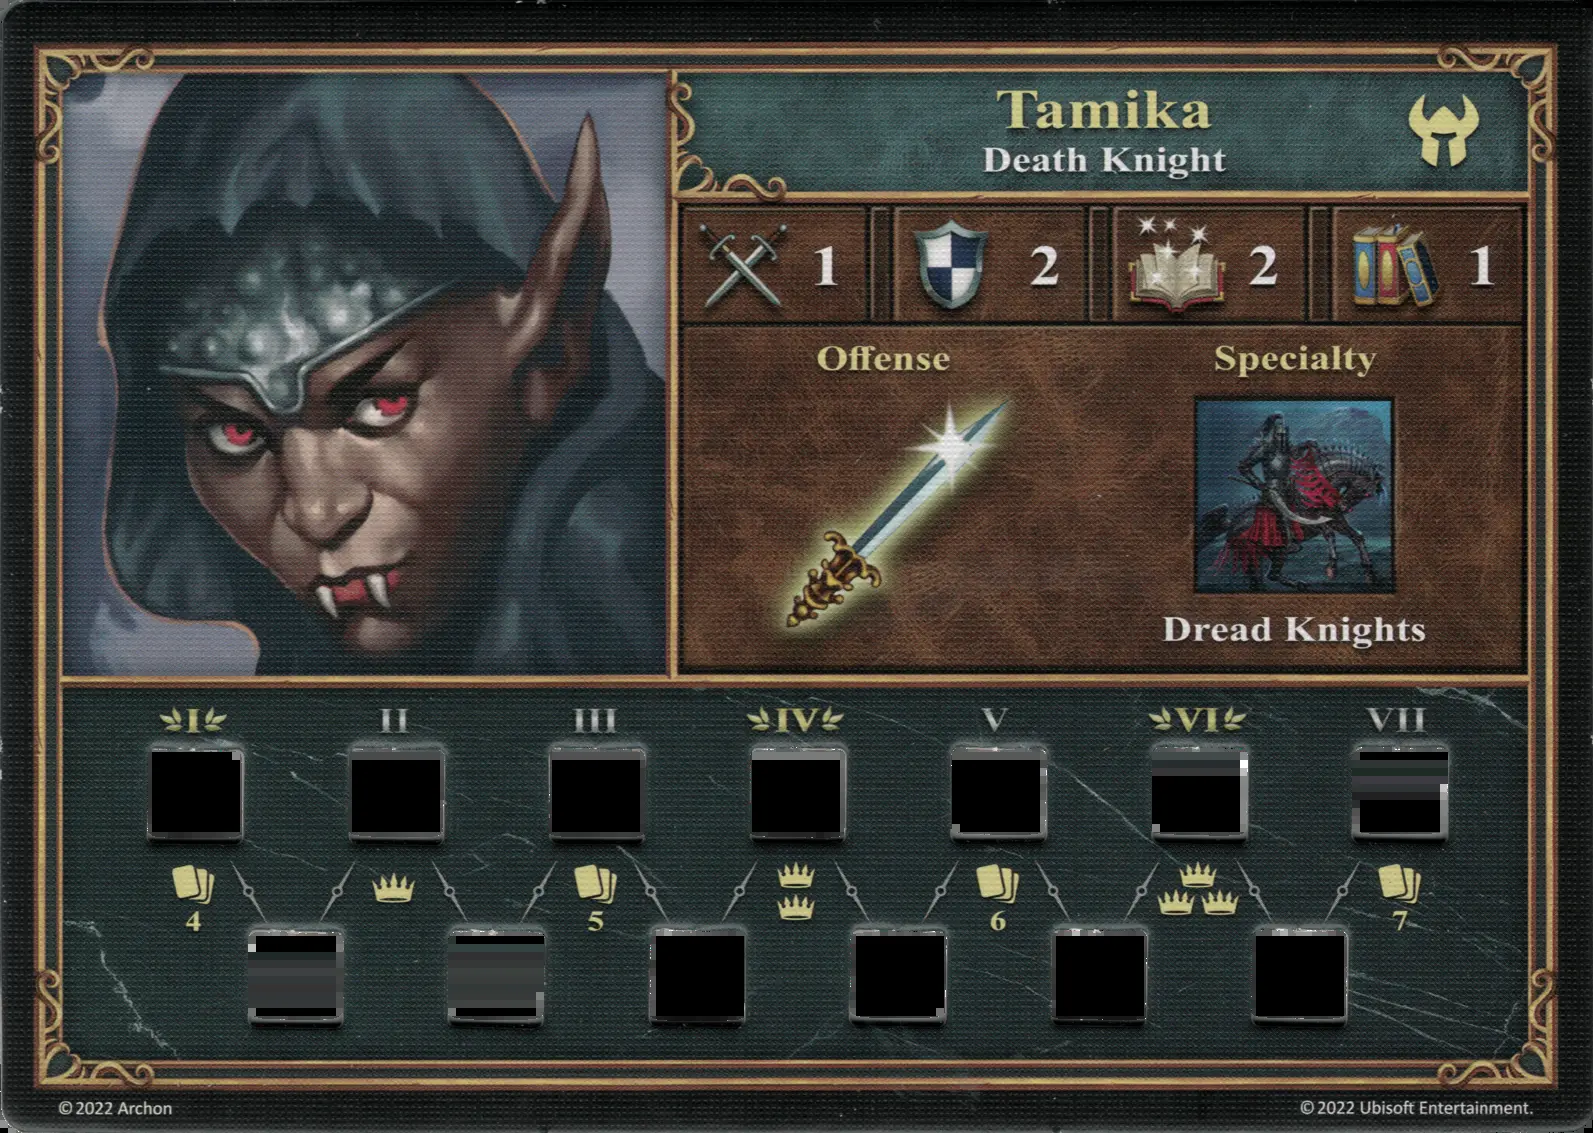 Tamika
Death Knight
1 2 2 1
Offense Specialty
Dread Knights
I II III IV V VI VII
4 5 6 7
© 2022 Archon
© 2022 Ubisoft Entertainment.